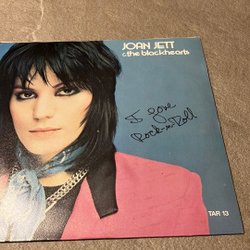 JOAN JETT
& the blackhearts
I Love
Rock-n-Roll
TAR 13